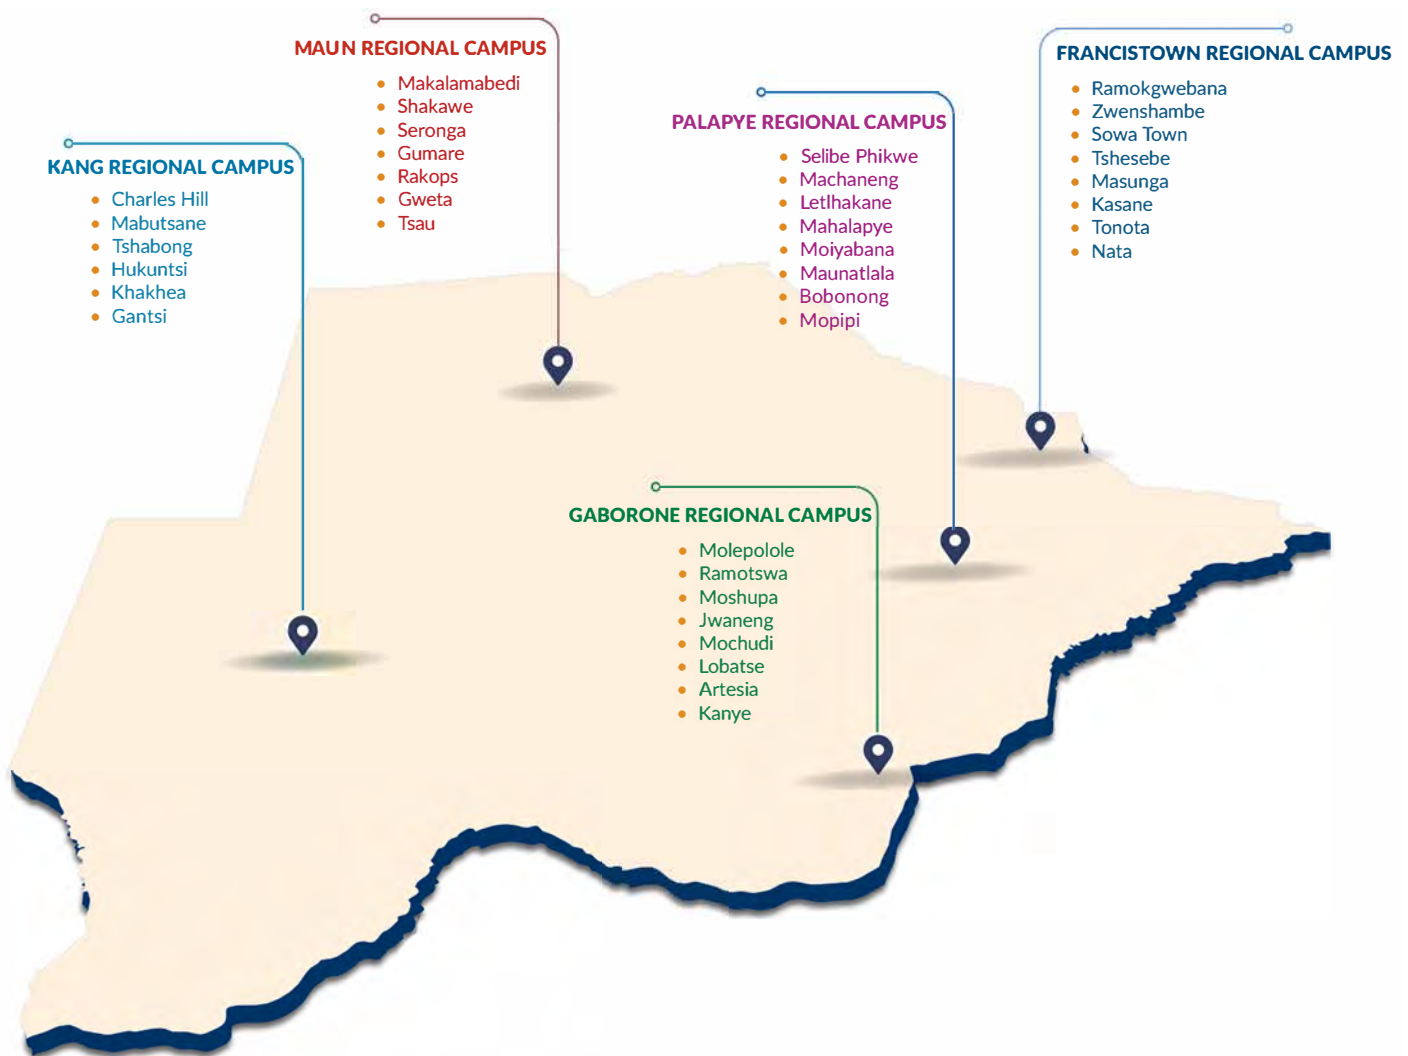 MAUN REGIONAL CAMPUS
Makalamabedi
Shakawe
Seronga
Gumare
Rakops
Gweta
Tsau
FRANCISTOWN REGIONAL CAMPUS
Ramokgwebana
Zwenshambe
Sowa Town
Tshesebe
Masunga
Kasane
Tonota
Nata
PALAPYE REGIONAL CAMPUS
Selibe Phikwe
Machaneng
Letlhakane
Mahalapye
Moiyabana
Maunatlala
Bobonong
Mopipi
KANG REGIONAL CAMPUS
Charles Hill
Mabutsane
Tshabong
Hukuntsi
Khakhea
Gantsi
GABORONE REGIONAL CAMPUS
Molepolole
Ramotswa
Moshupa
Jwaneng
Mochudi
Lobatse
Artesia
Kanye